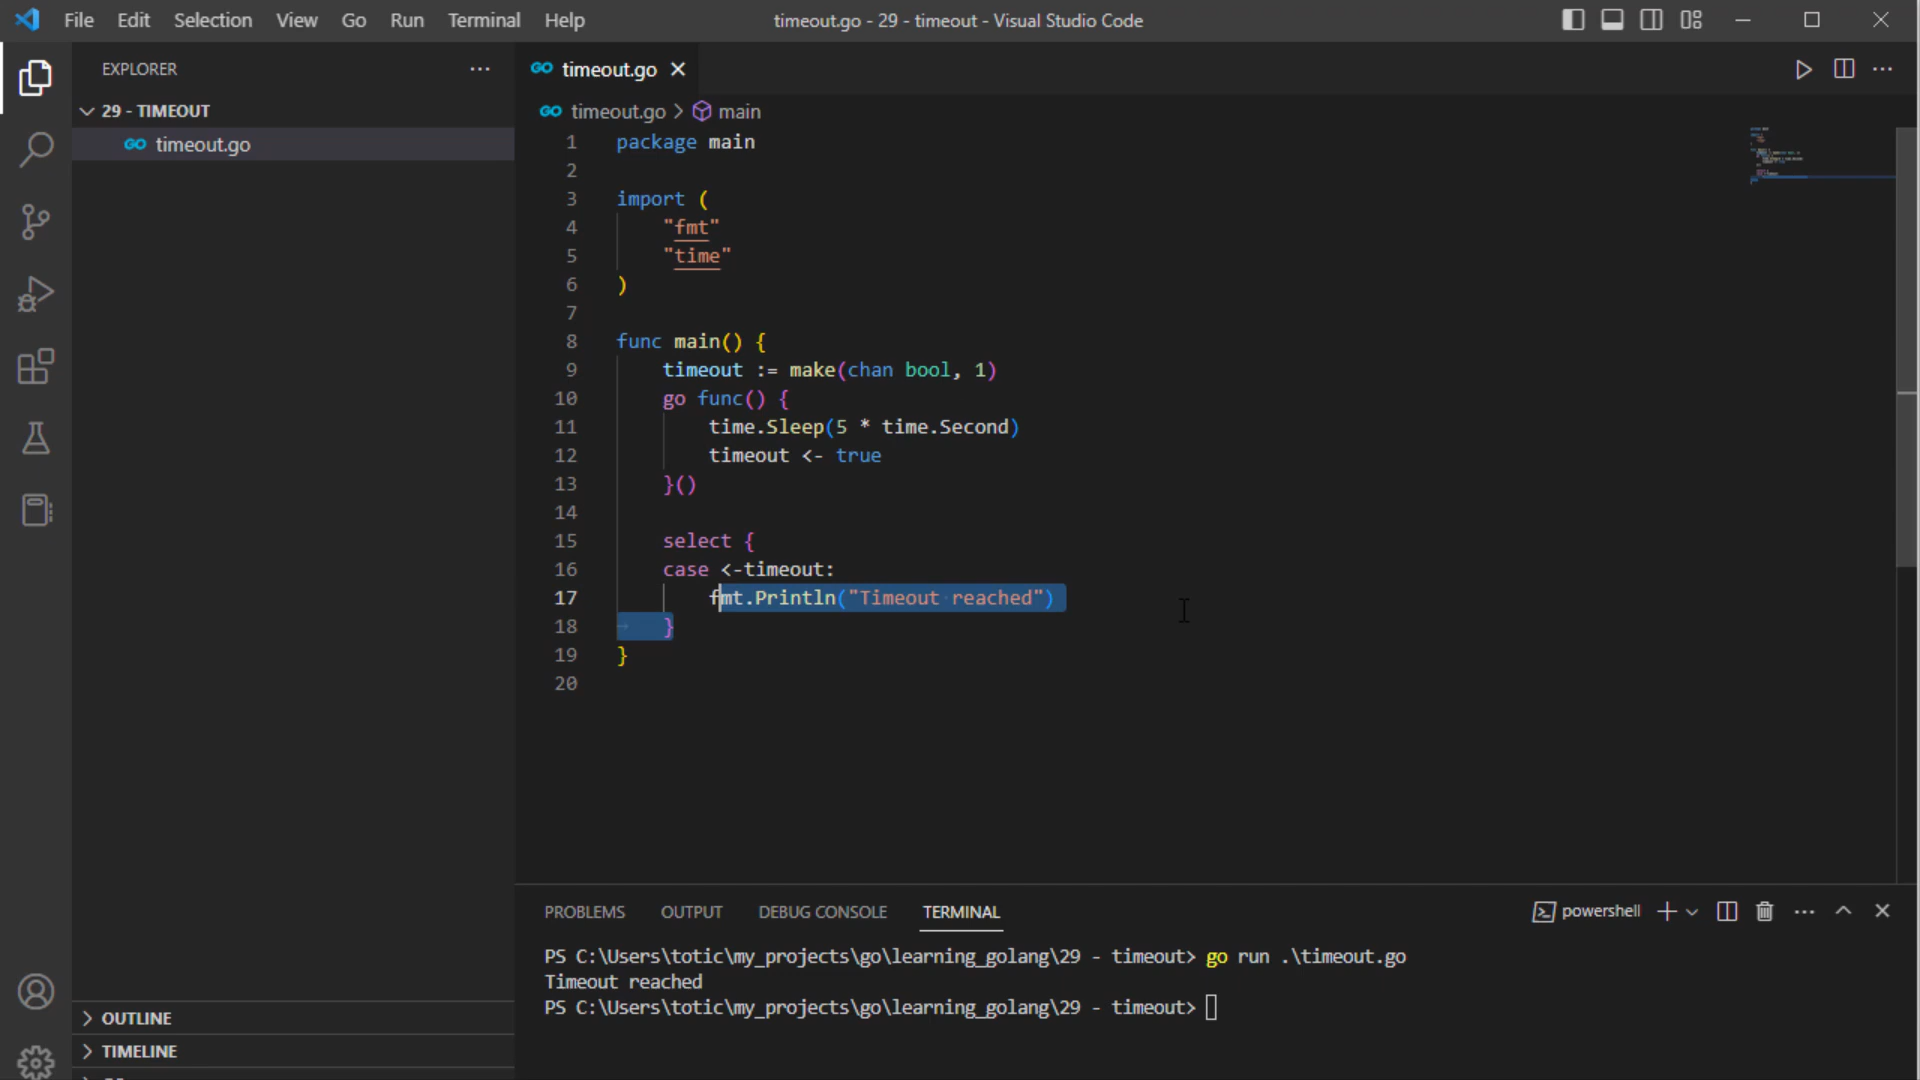 File Edit Selection View Go Run Terminal Help timeout.go - 29 - timeout - Visual Studio Code
EXPLORER
29 - TIMEOUT
timeout.go
OUTLINE
TIMELINE
timeout.go
timeout.go > main
1 package main
2
3 import (
4 "fmt"
5 "time"
6 )
7
8 func main() {
9 timeout := make(chan bool, 1)
10 go func() {
11 time.Sleep(5 * time.Second)
12 timeout <- true
13 }()
14
15 select {
16 case <-timeout:
17 fmt.Println("Timeout reached")
18 }
19 }
20
PROBLEMS OUTPUT DEBUG CONSOLE TERMINAL powershell
PS C:\Users\totic\my_projects\go\learning_golang\29 - timeout> go run .\timeout.go
Timeout reached
PS C:\Users\totic\my_projects\go\learning_golang\29 - timeout>